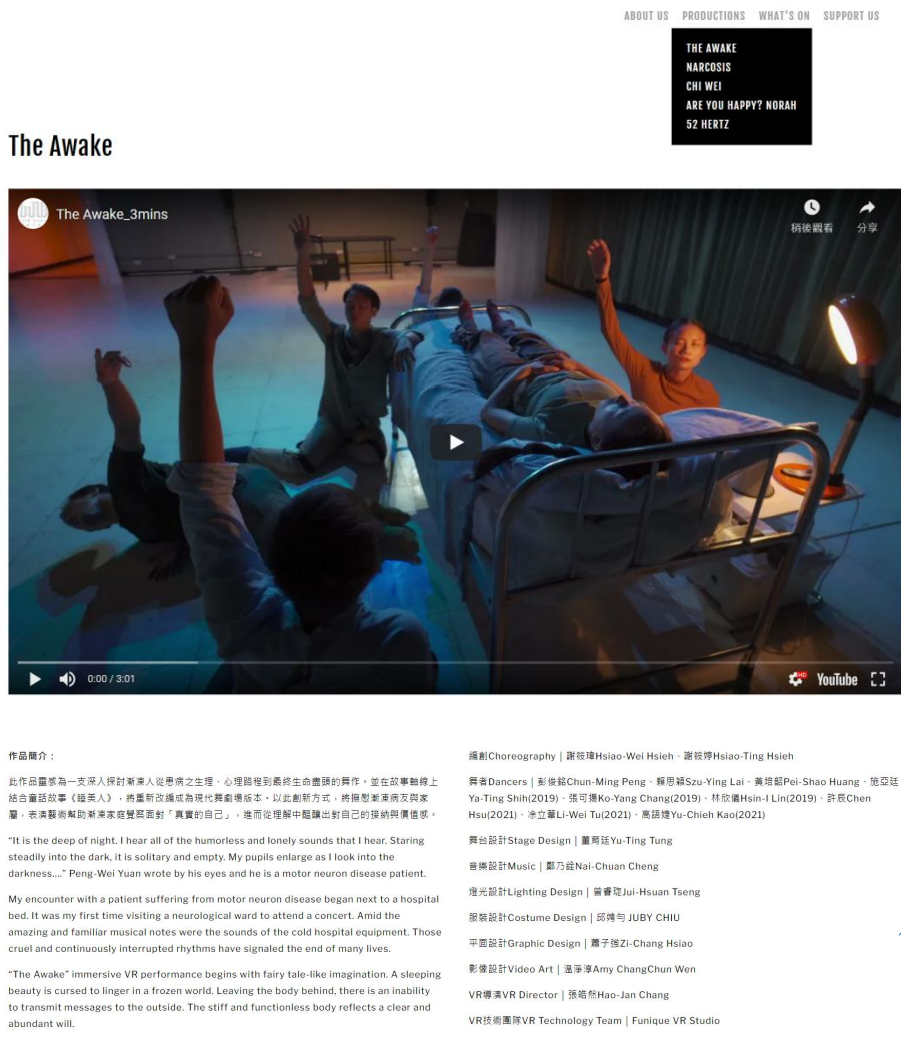 ABOUT US PRODUCTIONS WHAT'S ON SUPPORT US
THE AWAKE
NARCOSIS
CHI WEI
ARE YOU HAPPY? NORAH
52 HERTZ
The Awake
The Awake_3mins
稍後觀看 分享
0:00 / 3:01
HD
YouTube
作品簡介：
此作品靈感為一支深入探討漸凍人從患病之生理、心理路程到最終生命盡頭的舞作。並在故事軸線上
結合童話故事《睡美人》，將重新改編成為現代舞劇場版本。以此創新方式，將撫慰漸凍病友與家
屬，表演藝術幫助漸凍家庭覺察面對「真實的自己」，進而從理解中醞釀出對自己的接納與價值感。
“It is the deep of night. I hear all of the humorless and lonely sounds that I hear. Staring
steadily into the dark, it is solitary and empty. My pupils enlarge as I look into the
darkness....” Peng-Wei Yuan wrote by his eyes and he is a motor neuron disease patient.
My encounter with a patient suffering from motor neuron disease began next to a hospital
bed. It was my first time visiting a neurological ward to attend a concert. Amid the
amazing and familiar musical notes were the sounds of the cold hospital equipment. Those
cruel and continuously interrupted rhythms have signaled the end of many lives.
“The Awake” immersive VR performance begins with fairy tale-like imagination. A sleeping
beauty is cursed to linger in a frozen world. Leaving the body behind, there is an inability
to transmit messages to the outside. The stiff and functionless body reflects a clear and
abundant will.
編創Choreography｜謝筱瑋Hsiao-Wei Hsieh、謝筱婷Hsiao-Ting Hsieh
舞者Dancers｜彭俊銘Chun-Ming Peng、賴思穎Szu-Ying Lai、黃培韶Pei-Shao Huang、施亞廷
Ya-Ting Shih(2019)、張可揚Ko-Yang Chang(2019)、林欣儀Hsin-I Lin(2019)、許辰Chen
Hsu(2021)、凃立葦Li-Wei Tu(2021)、高語婕Yu-Chieh Kao(2021)
舞台設計Stage Design｜董育廷Yu-Ting Tung
音樂設計Music｜鄭乃銓Nai-Chuan Cheng
燈光設計Lighting Design｜曾睿琁Jui-Hsuan Tseng
服裝設計Costume Design｜邱娉勻 JUBY CHIU
平面設計Graphic Design｜蕭子強Zi-Chang Hsiao
影像設計Video Art｜溫淨淳Amy ChangChun Wen
VR導演VR Director｜張皓然Hao-Jan Chang
VR技術團隊VR Technology Team｜Funique VR Studio